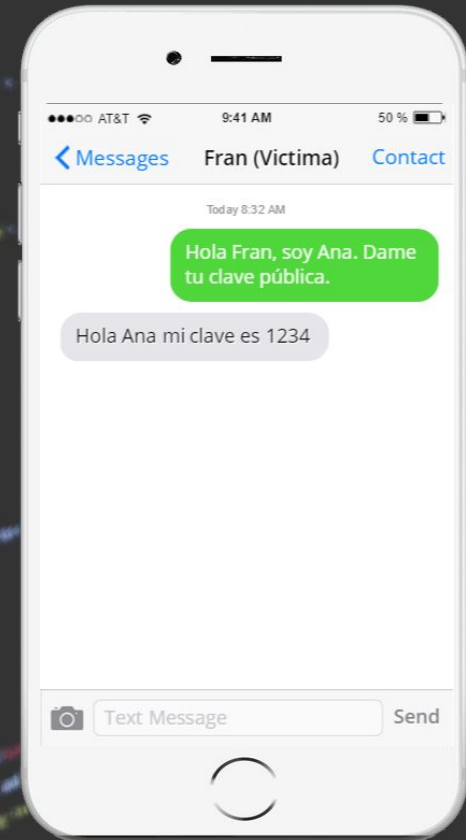 AT&T 9:41 AM 50 %
Messages Fran (Victima) Contact
Today 8:32 AM
Hola Fran, soy Ana. Dame
tu clave pública.
Hola Ana mi clave es 1234
Text Message Send